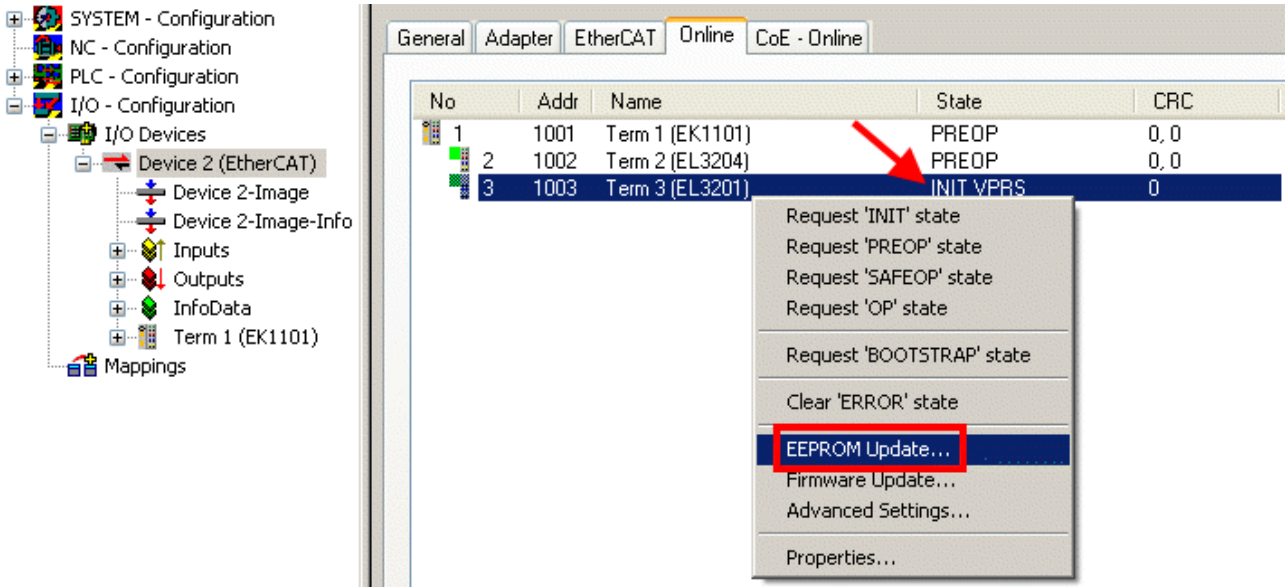 SYSTEM - Configuration
NC - Configuration
PLC - Configuration
I/O - Configuration
I/O Devices
Device 2 (EtherCAT)
Device 2-Image
Device 2-Image-Info
Inputs
Outputs
InfoData
Term 1 (EK1101)
Mappings
General Adapter EtherCAT Online CoE - Online
No Addr Name State CRC
1 1001 Term 1 (EK1101) PREOP 0, 0
2 1002 Term 2 (EL3204) PREOP 0, 0
3 1003 Term 3 (EL3201) INIT VPRS 0
Request 'INIT' state
Request 'PREOP' state
Request 'SAFEOP' state
Request 'OP' state
Request 'BOOTSTRAP' state
Clear 'ERROR' state
EEPROM Update...
Firmware Update...
Advanced Settings...
Properties...